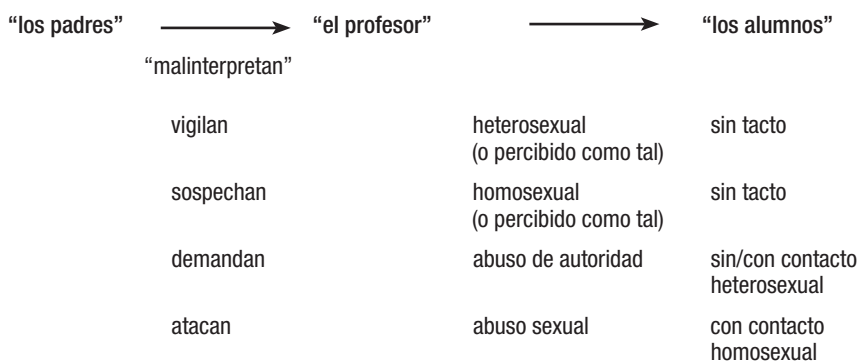 “los padres” “el profesor” “los alumnos”
“malinterpretan”
vigilan heterosexual sin tacto
(o percibido como tal)
sospechan homosexual sin tacto
(o percibido como tal)
demandan abuso de autoridad sin/con contacto
heterosexual
atacan abuso sexual con contacto
homosexual